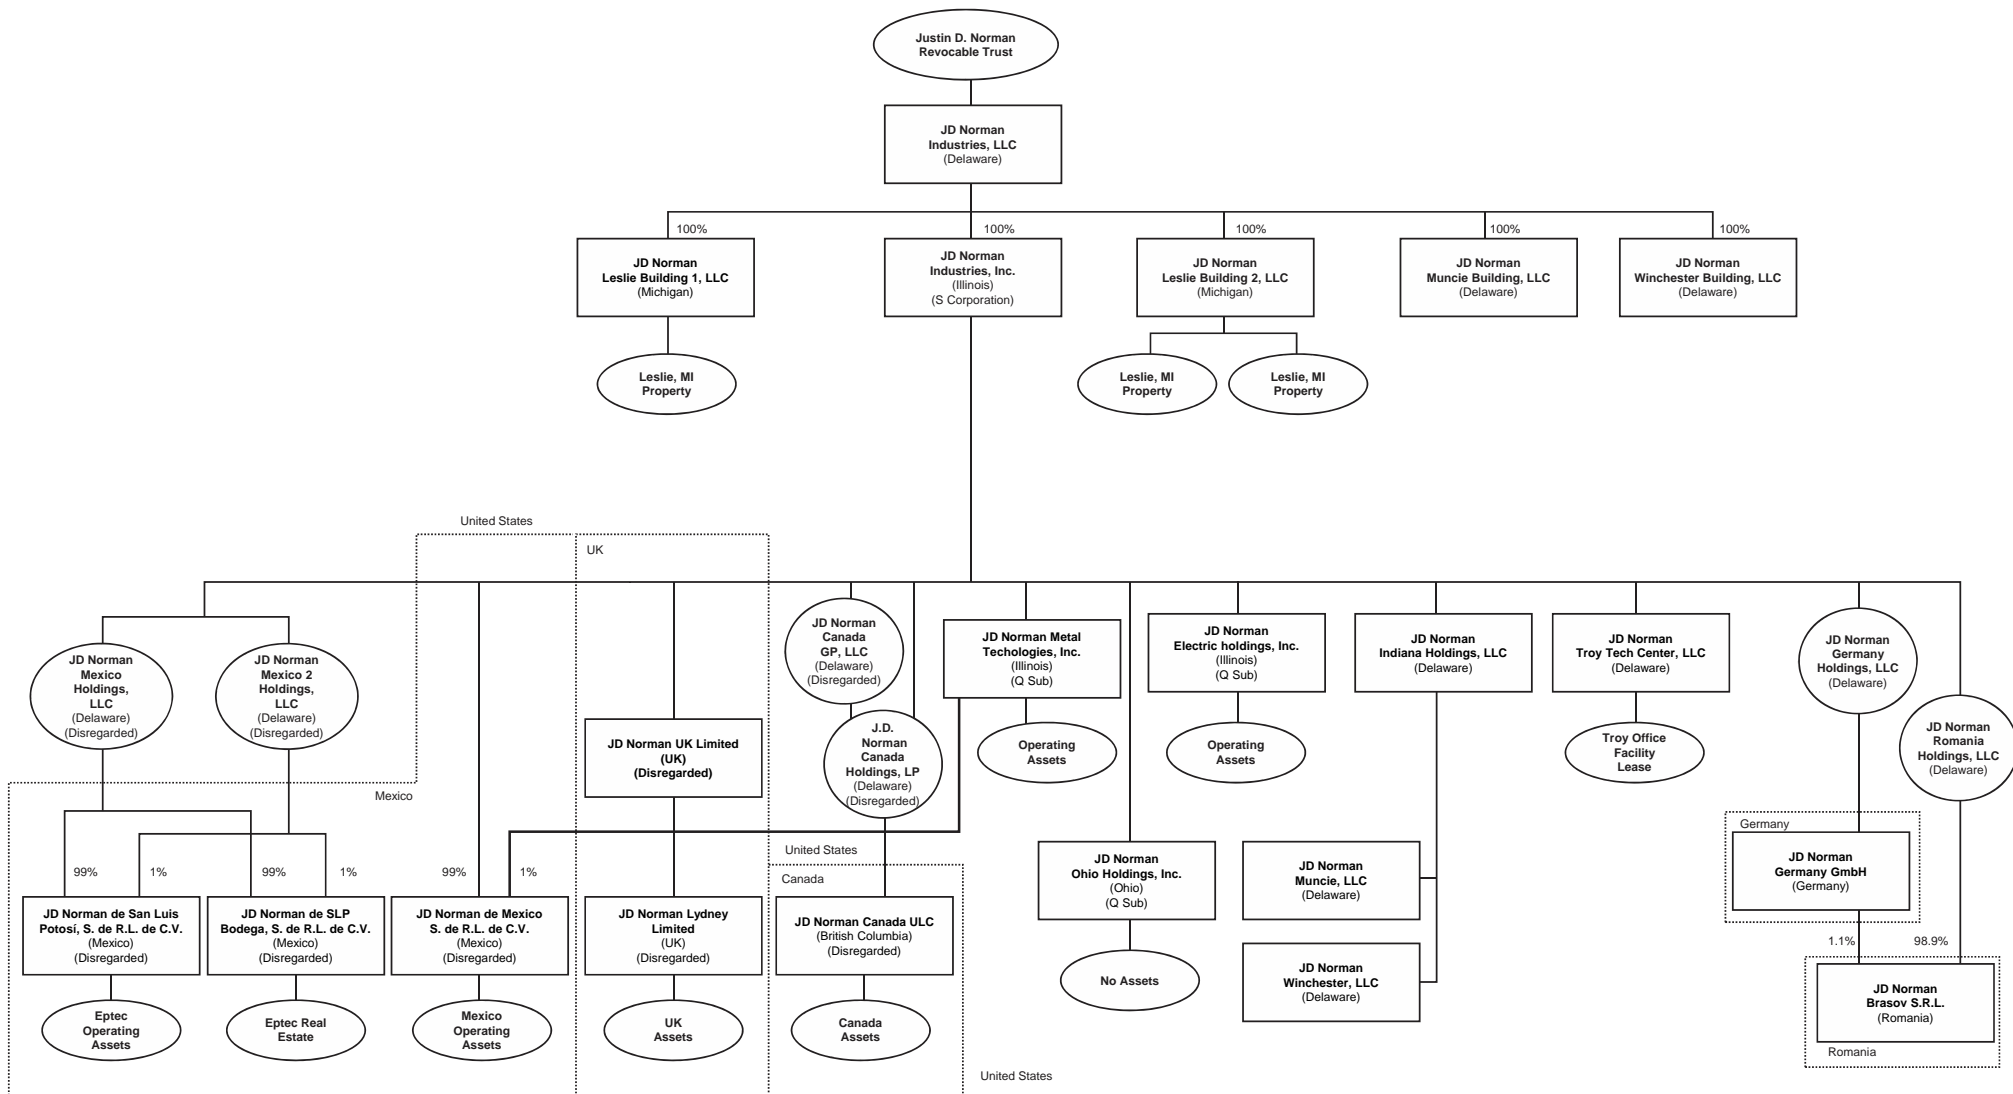 Justin D. Norman
Revocable Trust
JD Norman
Industries, LLC
(Delaware)
100%
100%
100%
100%
100%
JD Norman
Leslie Building 1, LLC
(Michigan)
JD Norman
Industries, Inc.
(Illinois)
(S Corporation)
JD Norman
Leslie Building 2, LLC
(Michigan)
JD Norman
Muncie Building, LLC
(Delaware)
JD Norman
Winchester Building, LLC
(Delaware)
Leslie, MI
Property
Leslie, MI
Property
Leslie, MI
Property
United States
UK
JD Norman
Mexico
Holdings,
LLC
(Delaware)
(Disregarded)
JD Norman
Mexico 2
Holdings,
LLC
(Delaware)
(Disregarded)
JD Norman UK Limited
(UK)
(Disregarded)
JD Norman
Canada
GP, LLC
(Delaware)
(Disregarded)
J.D.
Norman
Canada
Holdings, LP
(Delaware)
(Disregarded)
JD Norman Metal
Techologies, Inc.
(Illinois)
(Q Sub)
Operating
Assets
JD Norman
Electric holdings, Inc.
(Illinois)
(Q Sub)
Operating
Assets
JD Norman
Indiana Holdings, LLC
(Delaware)
JD Norman
Troy Tech Center, LLC
(Delaware)
Troy Office
Facility
Lease
JD Norman
Germany
Holdings, LLC
(Delaware)
JD Norman
Romania
Holdings, LLC
(Delaware)
Mexico
United States
Canada
Germany
99%
1%
99%
1%
99%
1%
JD Norman de San Luis
Potosí, S. de R.L. de C.V.
(Mexico)
(Disregarded)
JD Norman de SLP
Bodega, S. de R.L. de C.V.
(Mexico)
(Disregarded)
JD Norman de Mexico
S. de R.L. de C.V.
(Mexico)
(Disregarded)
JD Norman Lydney
Limited
(UK)
(Disregarded)
JD Norman Canada ULC
(British Columbia)
(Disregarded)
JD Norman
Ohio Holdings, Inc.
(Ohio)
(Q Sub)
JD Norman
Muncie, LLC
(Delaware)
JD Norman
Germany GmbH
(Germany)
1.1%
98.9%
Eptec
Operating
Assets
Eptec Real
Estate
Mexico
Operating
Assets
UK
Assets
Canada
Assets
No Assets
JD Norman
Winchester, LLC
(Delaware)
JD Norman
Brasov S.R.L.
(Romania)
Romania
United States